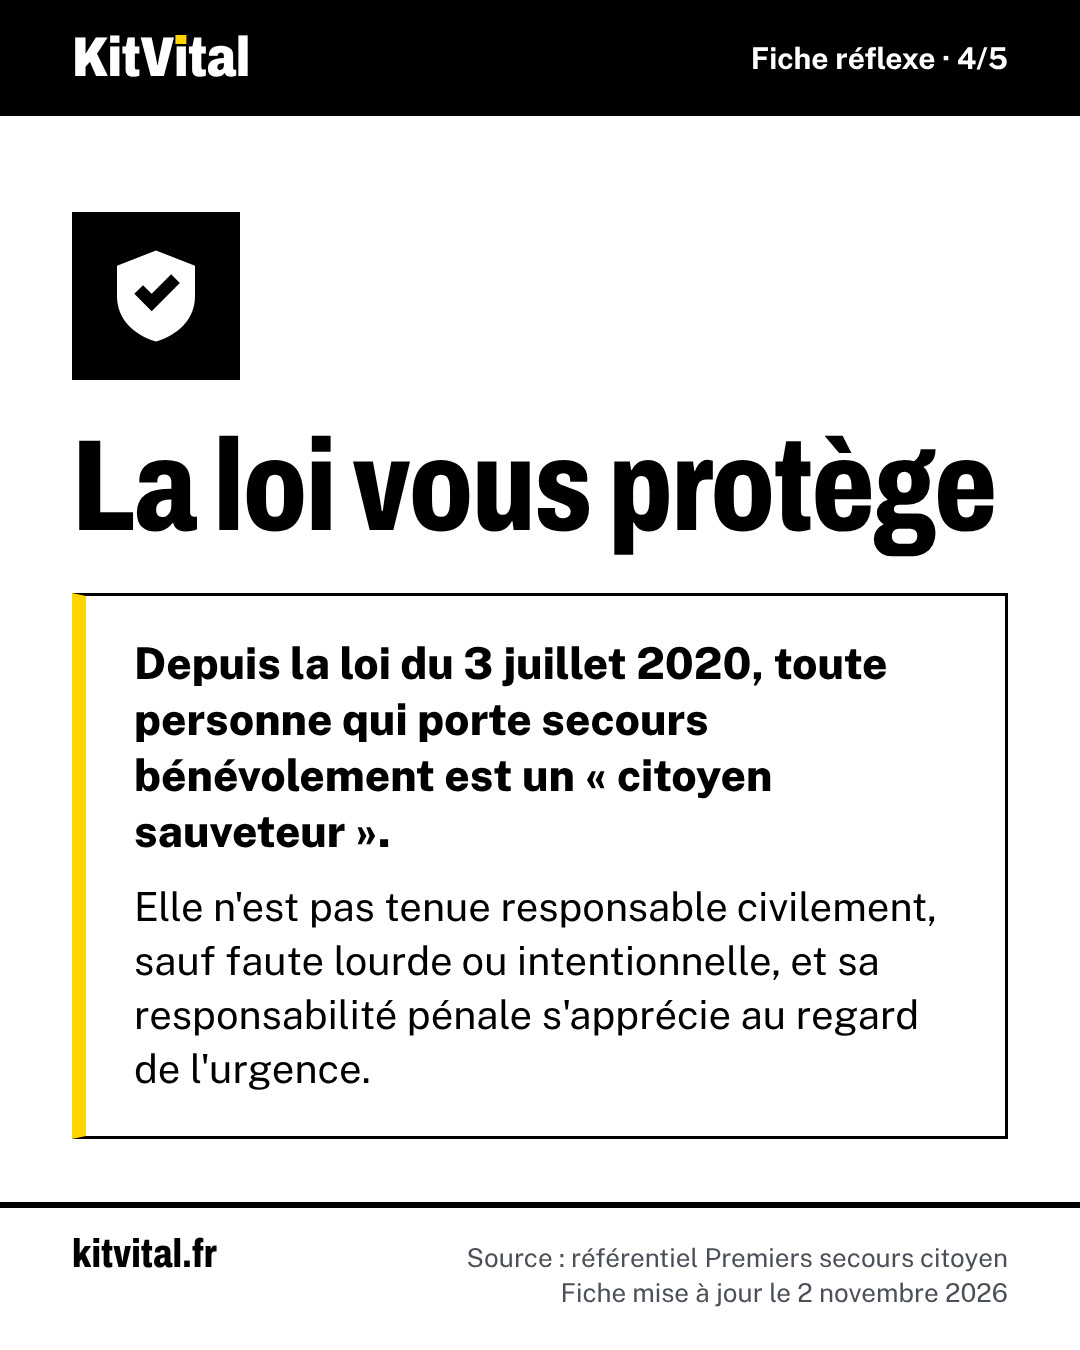 KitVital
Fiche réflexe · 4/5
La loi vous protège
Depuis la loi du 3 juillet 2020, toute
personne qui porte secours
bénévolement est un « citoyen
sauveteur ».
Elle n'est pas tenue responsable civilement,
sauf faute lourde ou intentionnelle, et sa
responsabilité pénale s'apprécie au regard
de l'urgence.
kitvital.fr
Source : référentiel Premiers secours citoyen
Fiche mise à jour le 2 novembre 2026